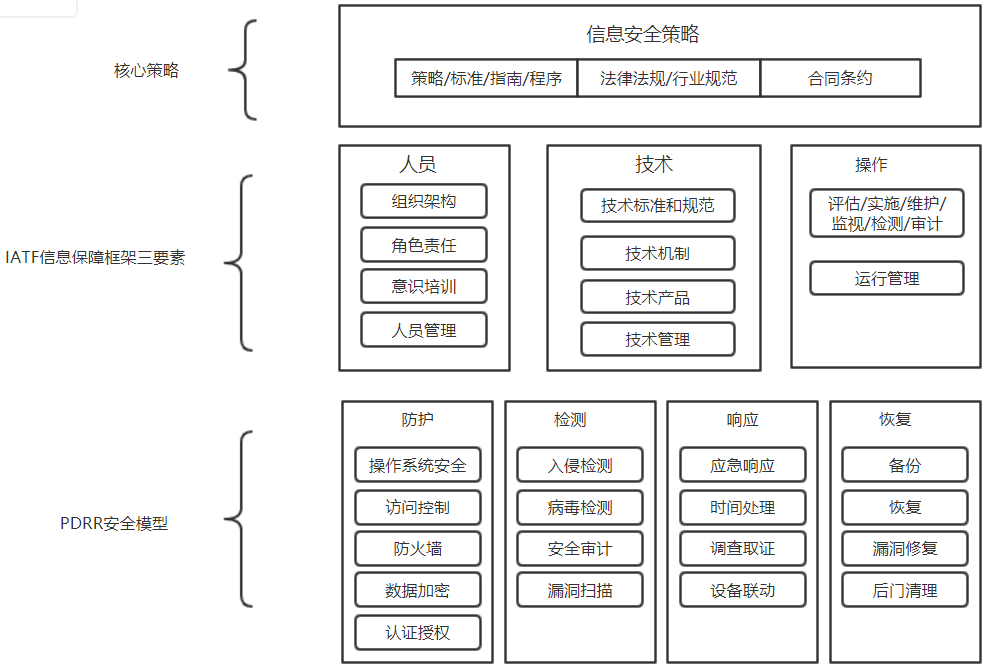 核心策略
信息安全策略
策略/标准/指南/程序
法律法规/行业规范
合同条约
IATF信息保障框架三要素
人员
组织架构
角色责任
意识培训
人员管理
技术
技术标准和规范
技术机制
技术产品
技术管理
操作
评估/实施/维护/
监视/检测/审计
运行管理
PDRR安全模型
防护
操作系统安全
访问控制
防火墙
数据加密
认证授权
检测
入侵检测
病毒检测
安全审计
漏洞扫描
响应
应急响应
时间处理
调查取证
设备联动
恢复
备份
恢复
漏洞修复
后门清理